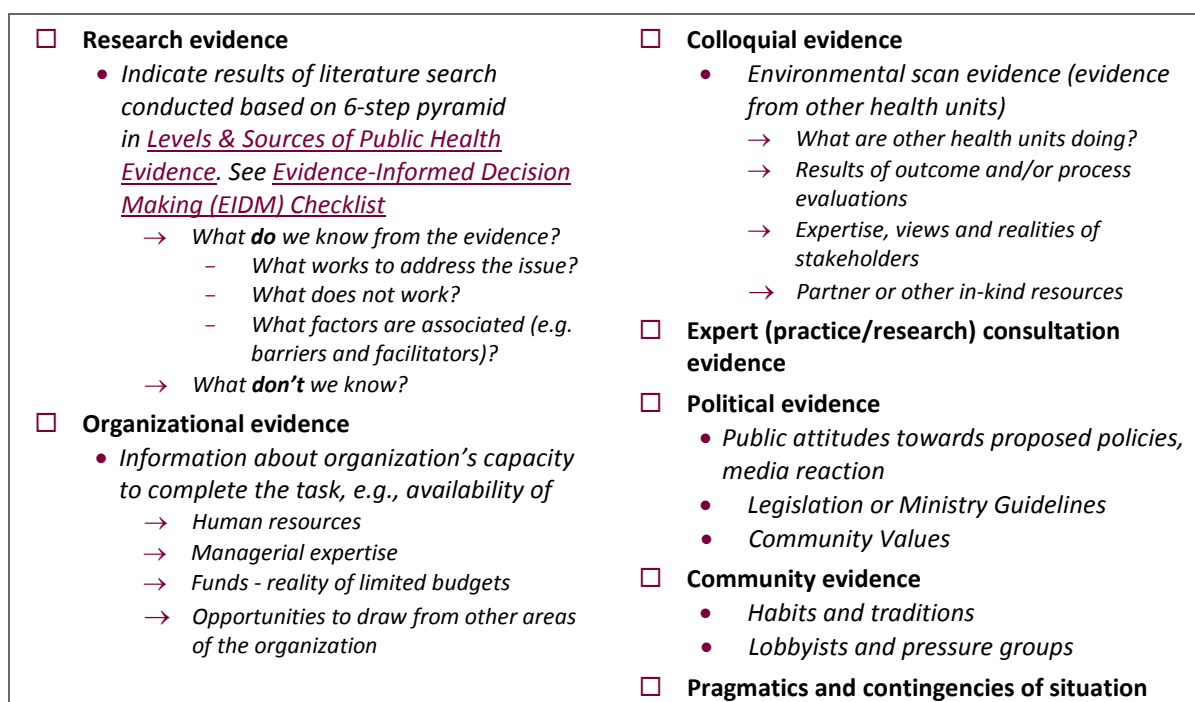 ☐ Research evidence
• Indicate results of literature search
conducted based on 6-step pyramid
in Levels & Sources of Public Health
Evidence. See Evidence-Informed Decision
Making (EIDM) Checklist
→ What do we know from the evidence?
- What works to address the issue?
- What does not work?
- What factors are associated (e.g.
barriers and facilitators)?
→ What don’t we know?
☐ Organizational evidence
• Information about organization’s capacity
to complete the task, e.g., availability of
→ Human resources
→ Managerial expertise
→ Funds - reality of limited budgets
→ Opportunities to draw from other areas
of the organization
☐ Colloquial evidence
• Environmental scan evidence (evidence
from other health units)
→ What are other health units doing?
→ Results of outcome and/or process
evaluations
→ Expertise, views and realities of
stakeholders
→ Partner or other in-kind resources
☐ Expert (practice/research) consultation
evidence
☐ Political evidence
• Public attitudes towards proposed policies,
media reaction
• Legislation or Ministry Guidelines
• Community Values
☐ Community evidence
• Habits and traditions
• Lobbyists and pressure groups
☐ Pragmatics and contingencies of situation